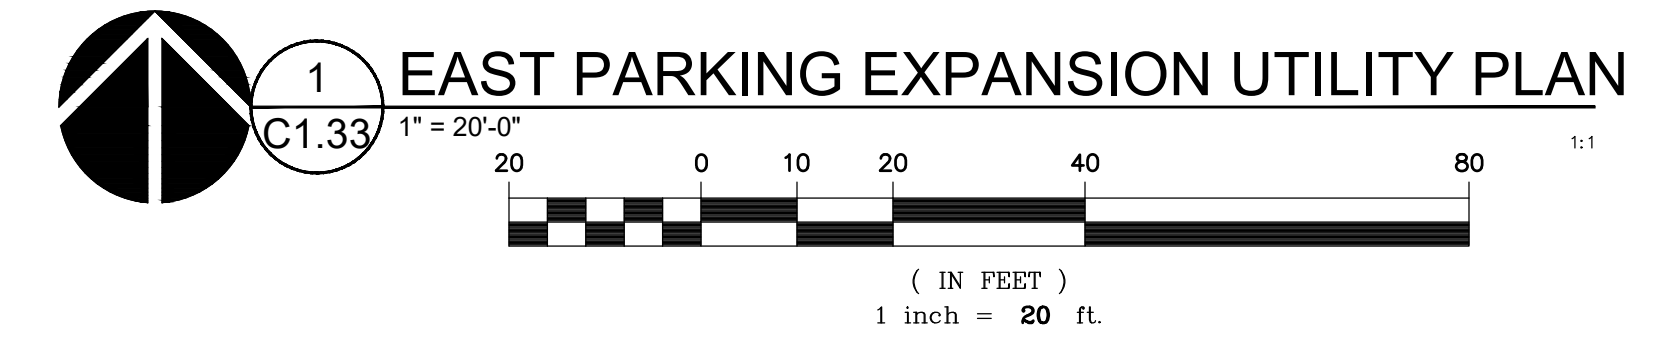 1
EAST PARKING EXPANSION UTILITY PLAN
C1.33
1" = 20'-0"
1:1
20 0 10 20 40 80
( IN FEET )
1 inch = 20 ft.